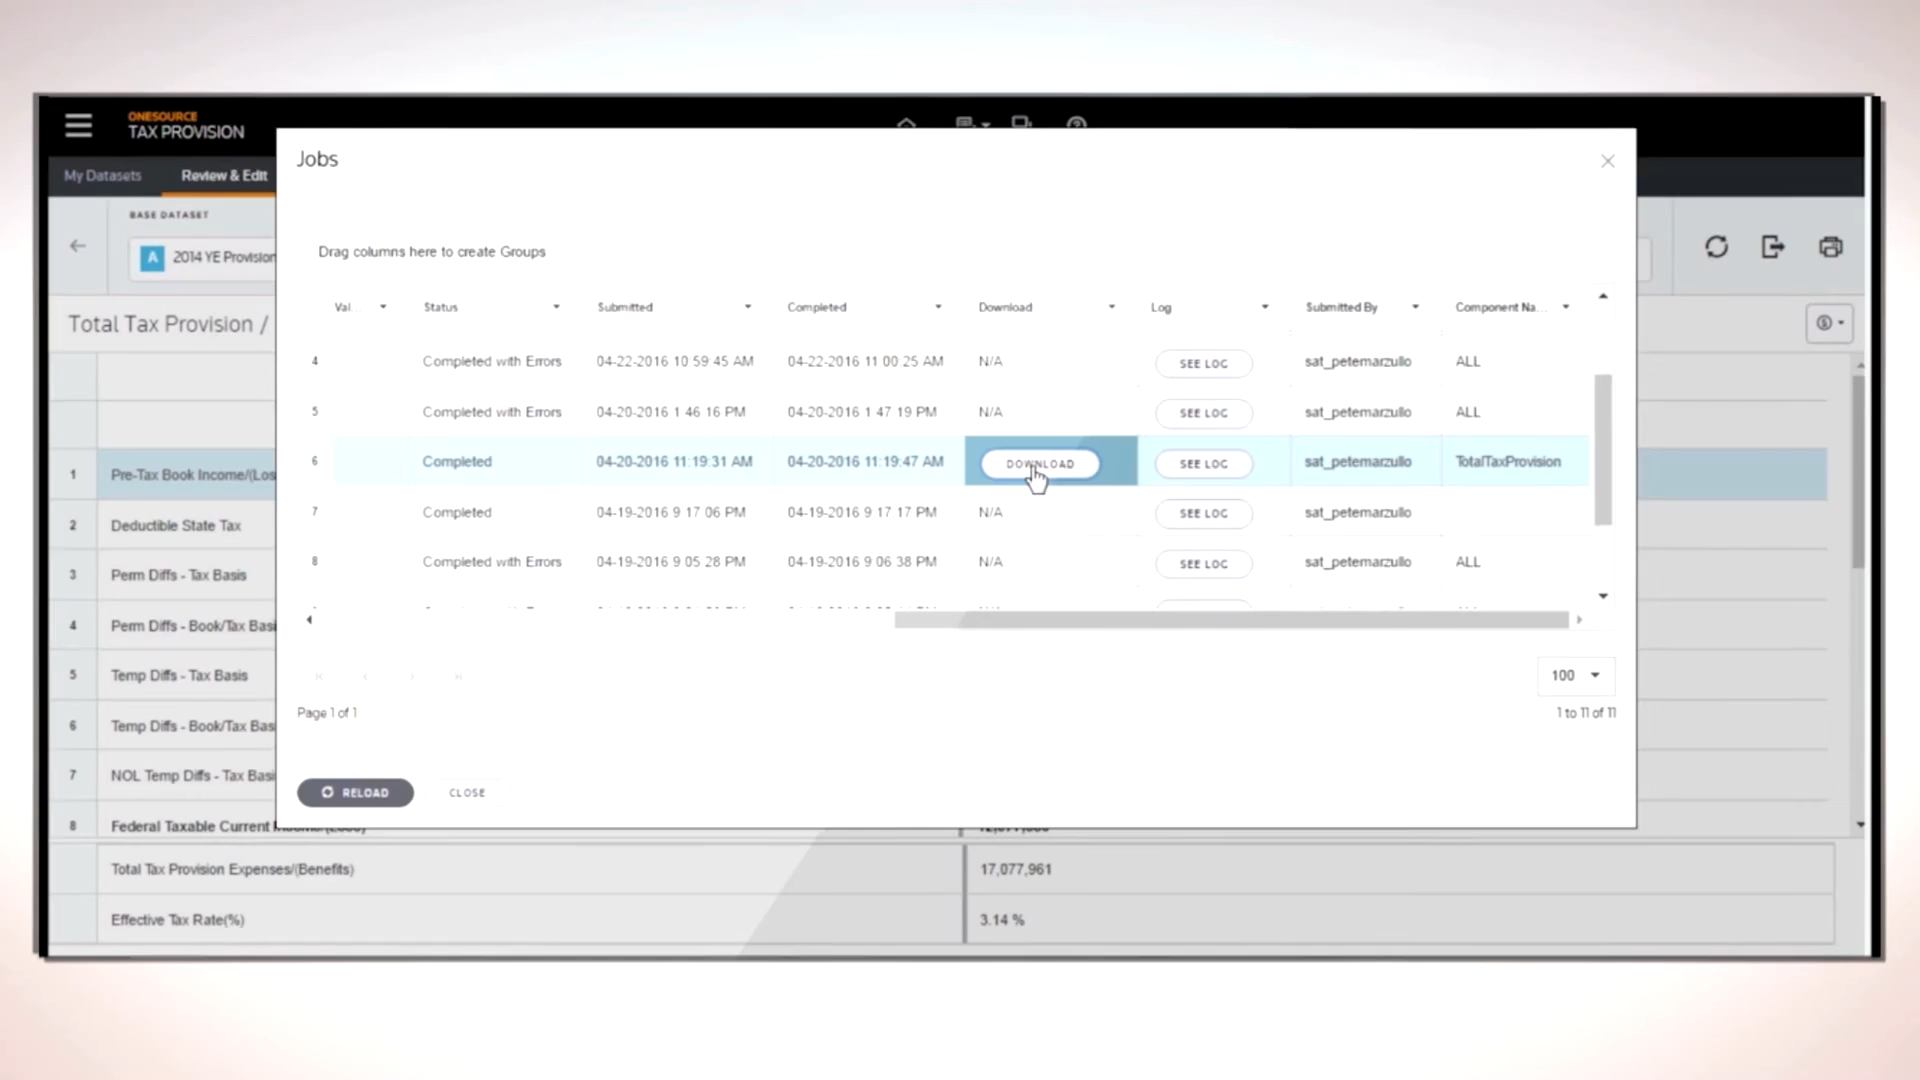 ONESOURCE
TAX PROVISION
My Datasets Review & Edit
BASE DATASET
A 2014 YE Provision
Total Tax Provision /
Jobs
Drag columns here to create Groups
Val... Status Submitted Completed Download Log Submitted By Component Na...
4 Completed with Errors 04-22-2016 10 59 45 AM 04-22-2016 11 00 25 AM N/A SEE LOG sat_petemarzullo ALL
5 Completed with Errors 04-20-2016 1 46 16 PM 04-20-2016 1 47 19 PM N/A SEE LOG sat_petemarzullo ALL
6 Completed 04-20-2016 11:19:31 AM 04-20-2016 11:19:47 AM DOWNLOAD SEE LOG sat_petemarzullo TotalTaxProvision
7 Completed 04-19-2016 9 17 06 PM 04-19-2016 9 17 17 PM N/A SEE LOG sat_petemarzullo
8 Completed with Errors 04-19-2016 9 05 28 PM 04-19-2016 9 06 38 PM N/A SEE LOG sat_petemarzullo ALL
100
Page 1 of 1 1 to 11 of 11
RELOAD CLOSE
1 Pre-Tax Book Income/(Los
2 Deductible State Tax
3 Perm Diffs - Tax Basis
4 Perm Diffs - Book/Tax Basi
5 Temp Diffs - Tax Basis
6 Temp Diffs - Book/Tax Bas
7 NOL Temp Diffs - Tax Basi
8 Federal Taxable Current
Total Tax Provision Expenses/(Benefits) 17,077,961
Effective Tax Rate(%) 3.14 %